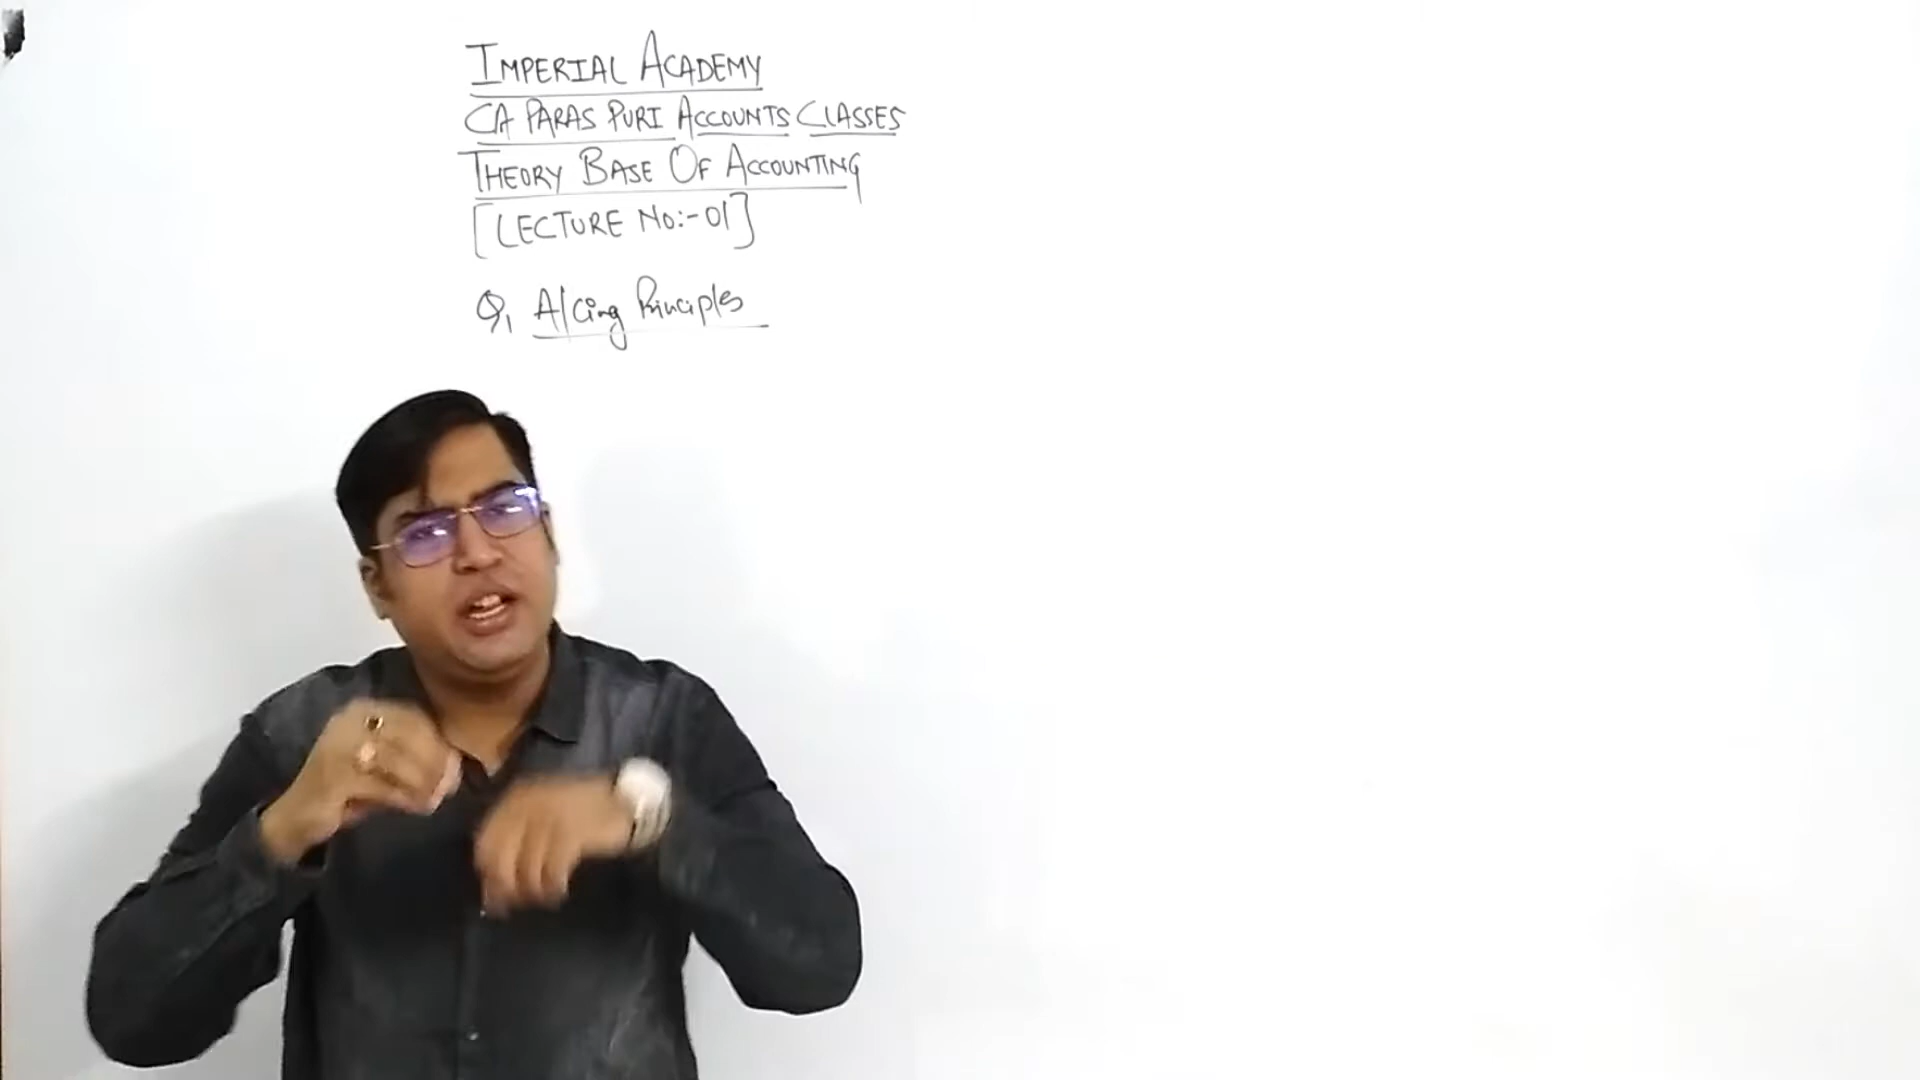 IMPERIAL ACADEMY
CA PARAS PURI ACCOUNTS CLASSES
THEORY BASE OF ACCOUNTING
[LECTURE No:-01]
Q1 A/cing Principles